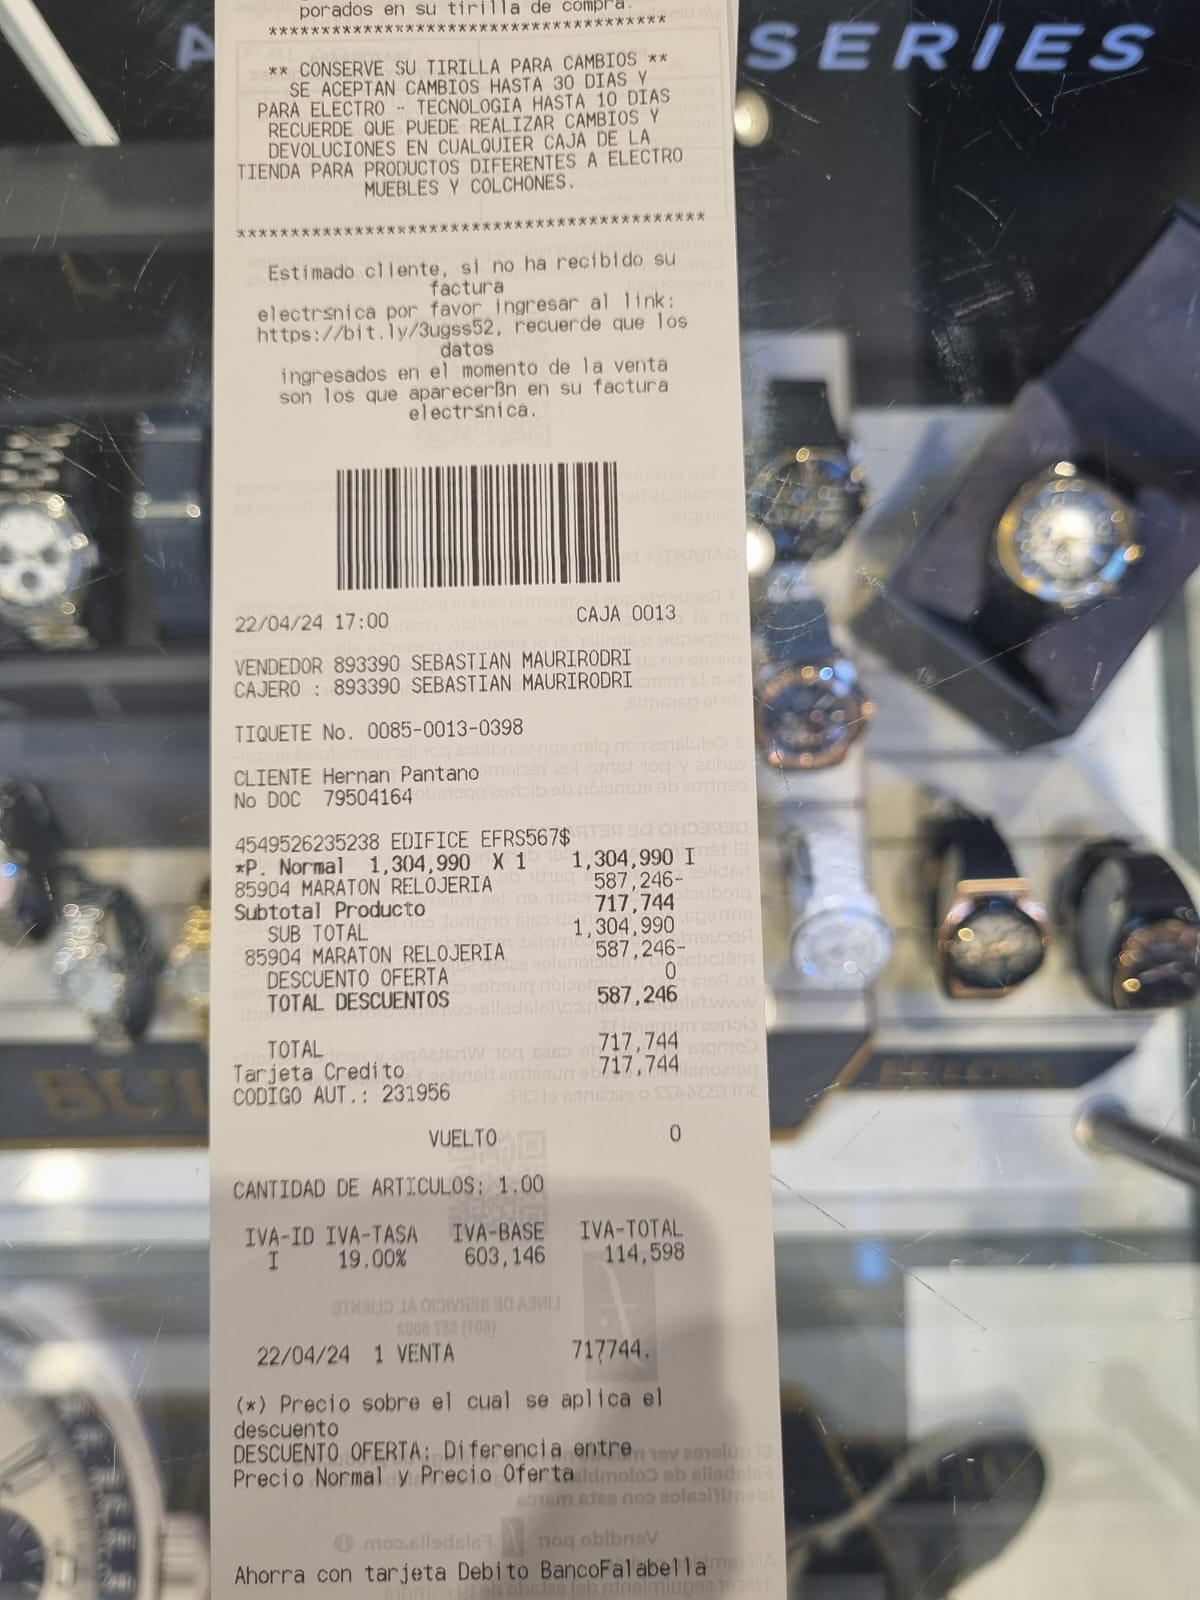 porados en su tirilla de compra.
*****************************************
** CONSERVE SU TIRILLA PARA CAMBIOS **
SE ACEPTAN CAMBIOS HASTA 30 DIAS Y
PARA ELECTRO - TECNOLOGIA HASTA 10 DIAS
RECUERDE QUE PUEDE REALIZAR CAMBIOS Y
DEVOLUCIONES EN CUALQUIER CAJA DE LA
TIENDA PARA PRODUCTOS DIFERENTES A ELECTRO
MUEBLES Y COLCHONES.
*****************************************
Estimado cliente, si no ha recibido su
factura
electr≤nica por favor ingresar al link:
https://bit.ly/3ugss52, recuerde que los
datos
ingresados en el momento de la venta
son los que aparecerßn en su factura
electr≤nica.
22/04/24 17:00 CAJA 0013
VENDEDOR 893390 SEBASTIAN MAURIRODRI
CAJERO : 893390 SEBASTIAN MAURIRODRI
TIQUETE No. 0085-0013-0398
CLIENTE Hernan Pantano
No DOC 79504164
4549526235238 EDIFICE EFRS567$
*P. Normal 1,304,990 X 1 1,304,990 I
85904 MARATON RELOJERIA 587,246-
Subtotal Producto 717,744
SUB TOTAL 1,304,990
85904 MARATON RELOJERIA 587,246-
DESCUENTO OFERTA 0
TOTAL DESCUENTOS 587,246
TOTAL 717,744
Tarjeta Credito 717,744
CODIGO AUT.: 231956
VUELTO 0
CANTIDAD DE ARTICULOS: 1.00
IVA-ID IVA-TASA IVA-BASE IVA-TOTAL
I 19.00% 603,146 114,598
22/04/24 1 VENTA 717744.
(*) Precio sobre el cual se aplica el
descuento
DESCUENTO OFERTA: Diferencia entre
Precio Normal y Precio Oferta
Ahorra con tarjeta Debito BancoFalabella
SERIES